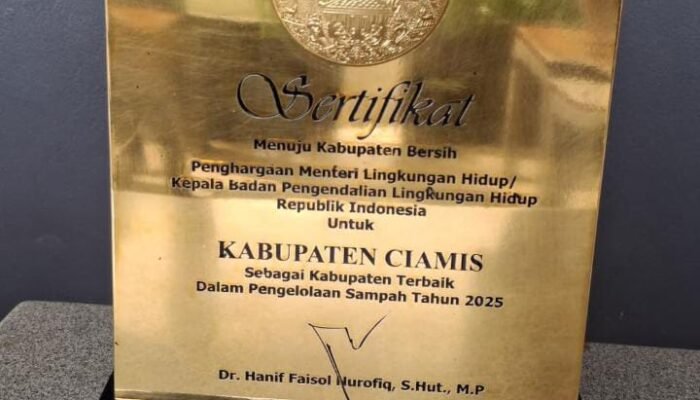 Sertifikat
Menuju Kabupaten Bersih
Penghargaan Menteri Lingkungan Hidup/
Kepala Badan Pengendalian Lingkungan Hidup
Republik Indonesia
Untuk
KABUPATEN CIAMIS
Sebagai Kabupaten Terbaik
Dalam Pengelolaan Sampah Tahun 2025
Dr. Hanif Faisol Nurofiq, S.Hut., M.P